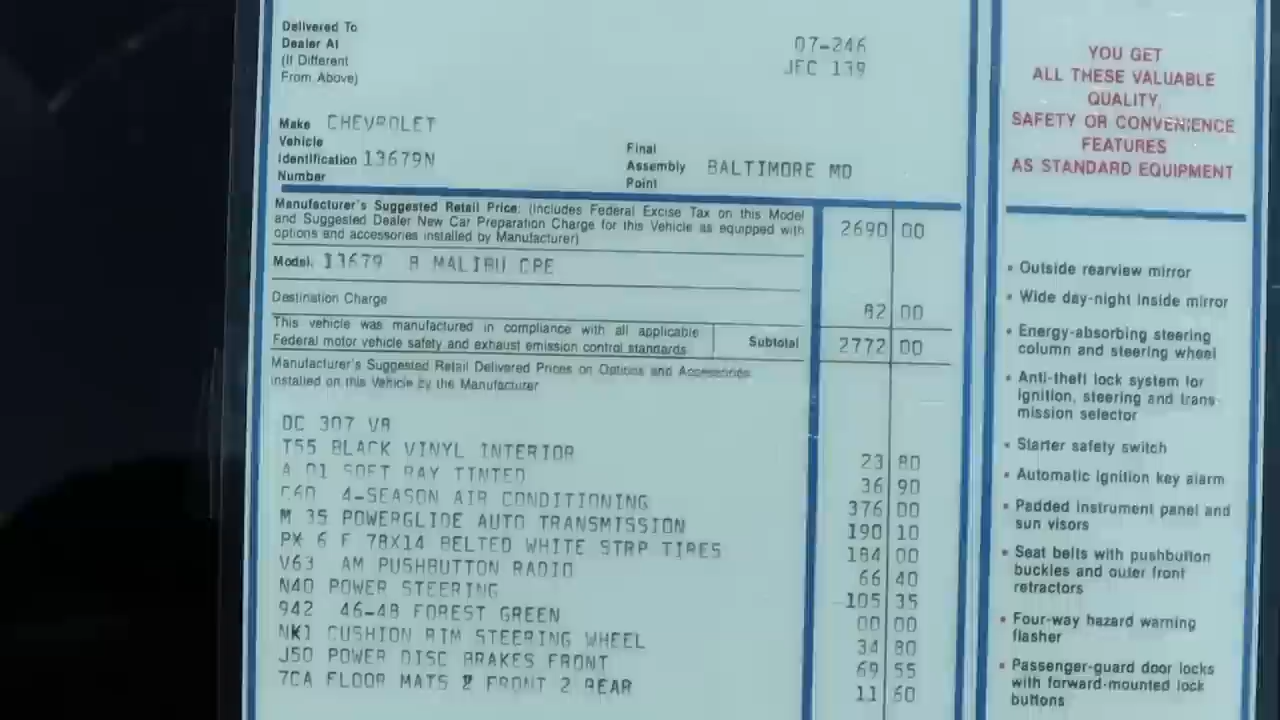 Delivered To
Dealer At
(If Different
From Above)
07-246
JFC 139
Make CHEVROLET
Vehicle
Identification 13679N
Number
Final
Assembly BALTIMORE MD
Point
Manufacturer's Suggested Retail Price: (Includes Federal Excise Tax on this Model
and Suggested Dealer New Car Preparation Charge for this Vehicle as equipped with
options and accessories installed by Manufacturer)
2690 00
Model. 13679 8 MALIBU CPE
Destination Charge
82 00
This vehicle was manufactured in compliance with all applicable
Federal motor vehicle safety and exhaust emission control standards
Subtotal
2772 00
Manufacturer's Suggested Retail Delivered Prices on Options and Accessories
installed on this Vehicle by the Manufacturer
DC 307 V8
T55 BLACK VINYL INTERIOR 23 80
A 01 SOFT RAY TINTED 36 90
C60 4-SEASON AIR CONDITIONING 376 00
M 35 POWERGLIDE AUTO TRANSMISSION 190 10
PX 6 F 78X14 BELTED WHITE STRP TIRES 184 00
V63 AM PUSHBUTTON RADIO 66 40
N40 POWER STEERING 105 35
942 46-48 FOREST GREEN 00 00
NK1 CUSHION RIM STEERING WHEEL 34 80
J50 POWER DISC BRAKES FRONT 69 55
7CA FLOOR MATS 2 FRONT 2 REAR 11 60
YOU GET
ALL THESE VALUABLE
QUALITY,
SAFETY OR CONVENIENCE
FEATURES
AS STANDARD EQUIPMENT
• Outside rearview mirror
• Wide day-night inside mirror
• Energy-absorbing steering
column and steering wheel
• Anti-theft lock system for
ignition, steering and trans-
mission selector
• Starter safety switch
• Automatic ignition key alarm
• Padded instrument panel and
sun visors
• Seat belts with pushbutton
buckles and outer front
retractors
• Four-way hazard warning
flasher
• Passenger-guard door locks
with forward-mounted lock
buttons